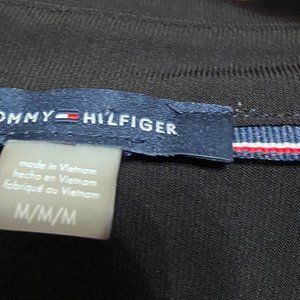 OMMY HILFIGER
made in Vietnam
hecho en Vietnam
fabriqué au Vietnam
M/M/M